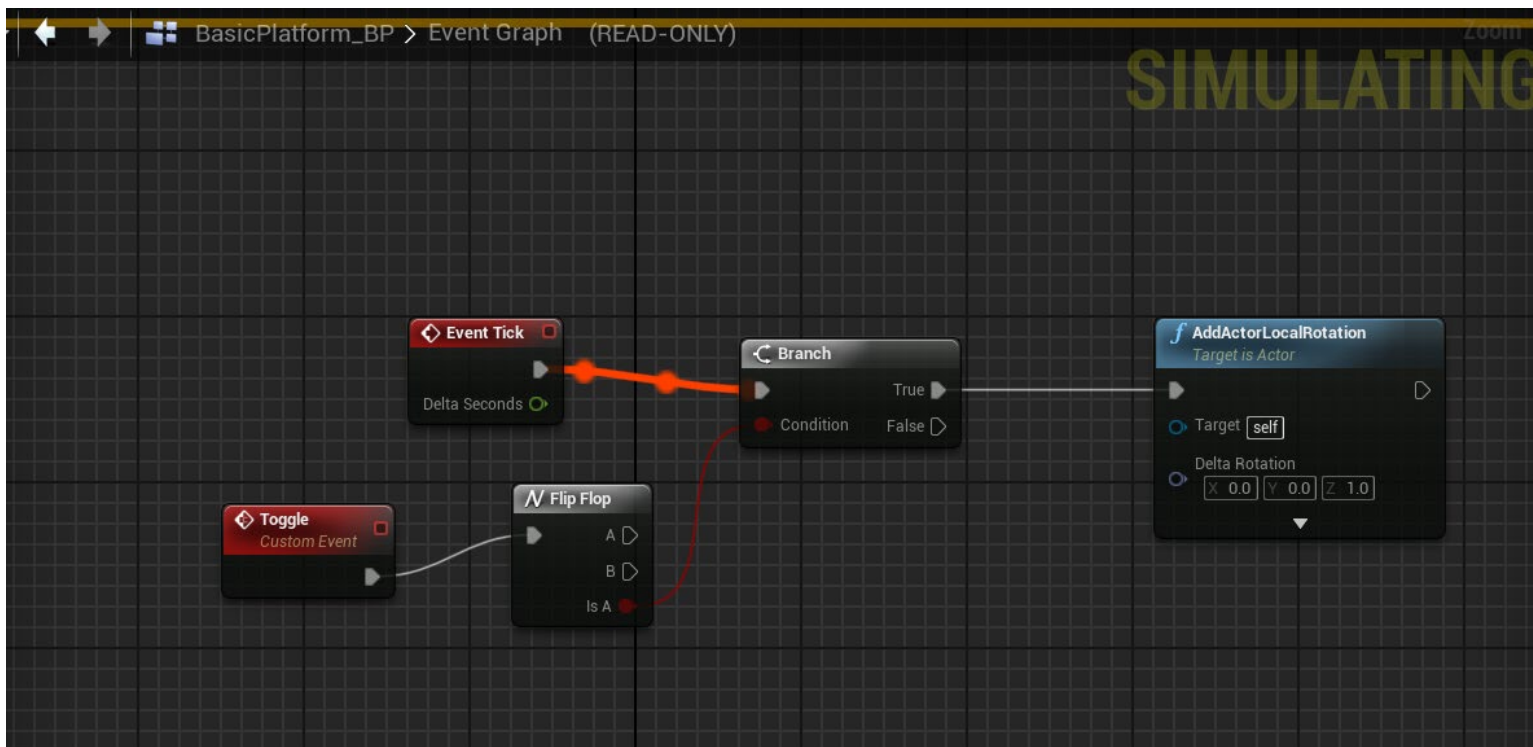 BasicPlatform_BP > Event Graph (READ-ONLY)
Zoom
SIMULATING
Event Tick
Delta Seconds
Branch
True
Condition
False
AddActorLocalRotation
Target is Actor
Target self
Delta Rotation
X 0.0 Y 0.0 Z 1.0
Toggle
Custom Event
Flip Flop
A
B
Is A